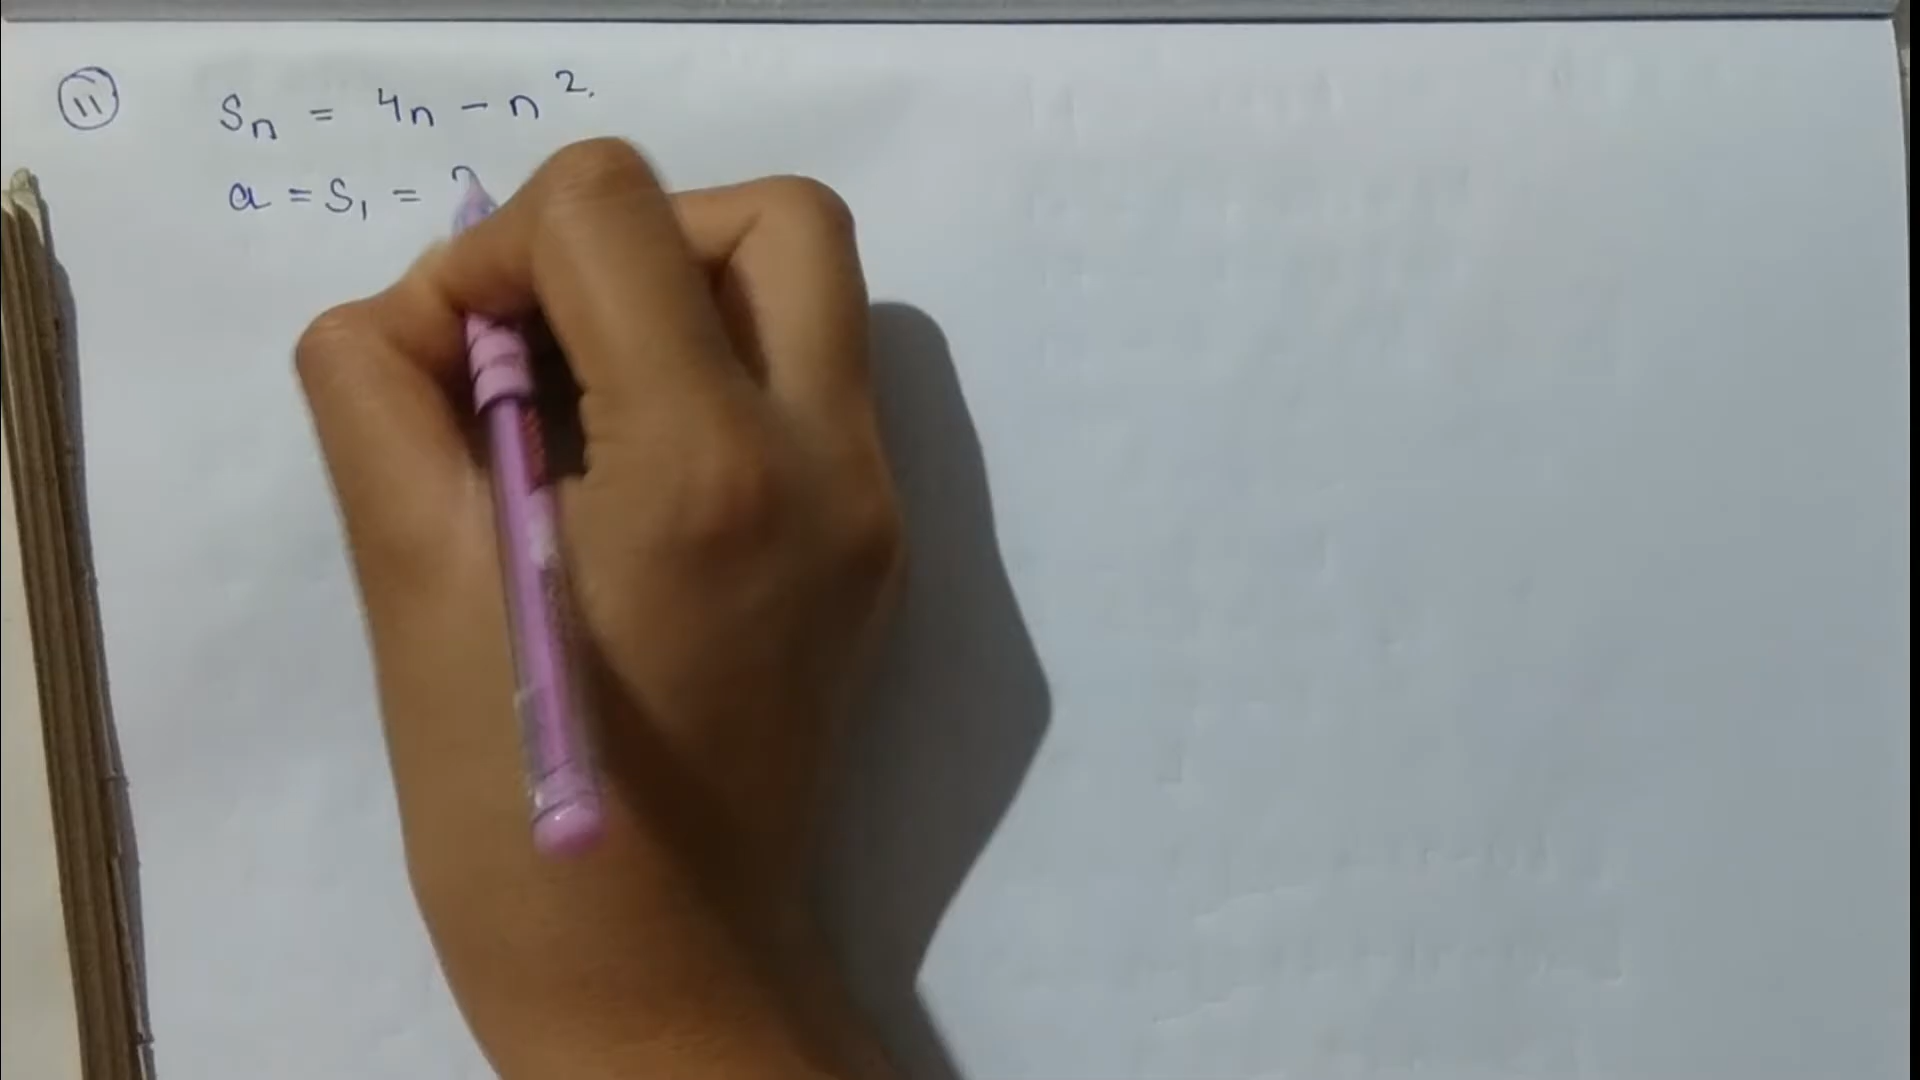 11 Sn = 4n - n².
a = S₁ =